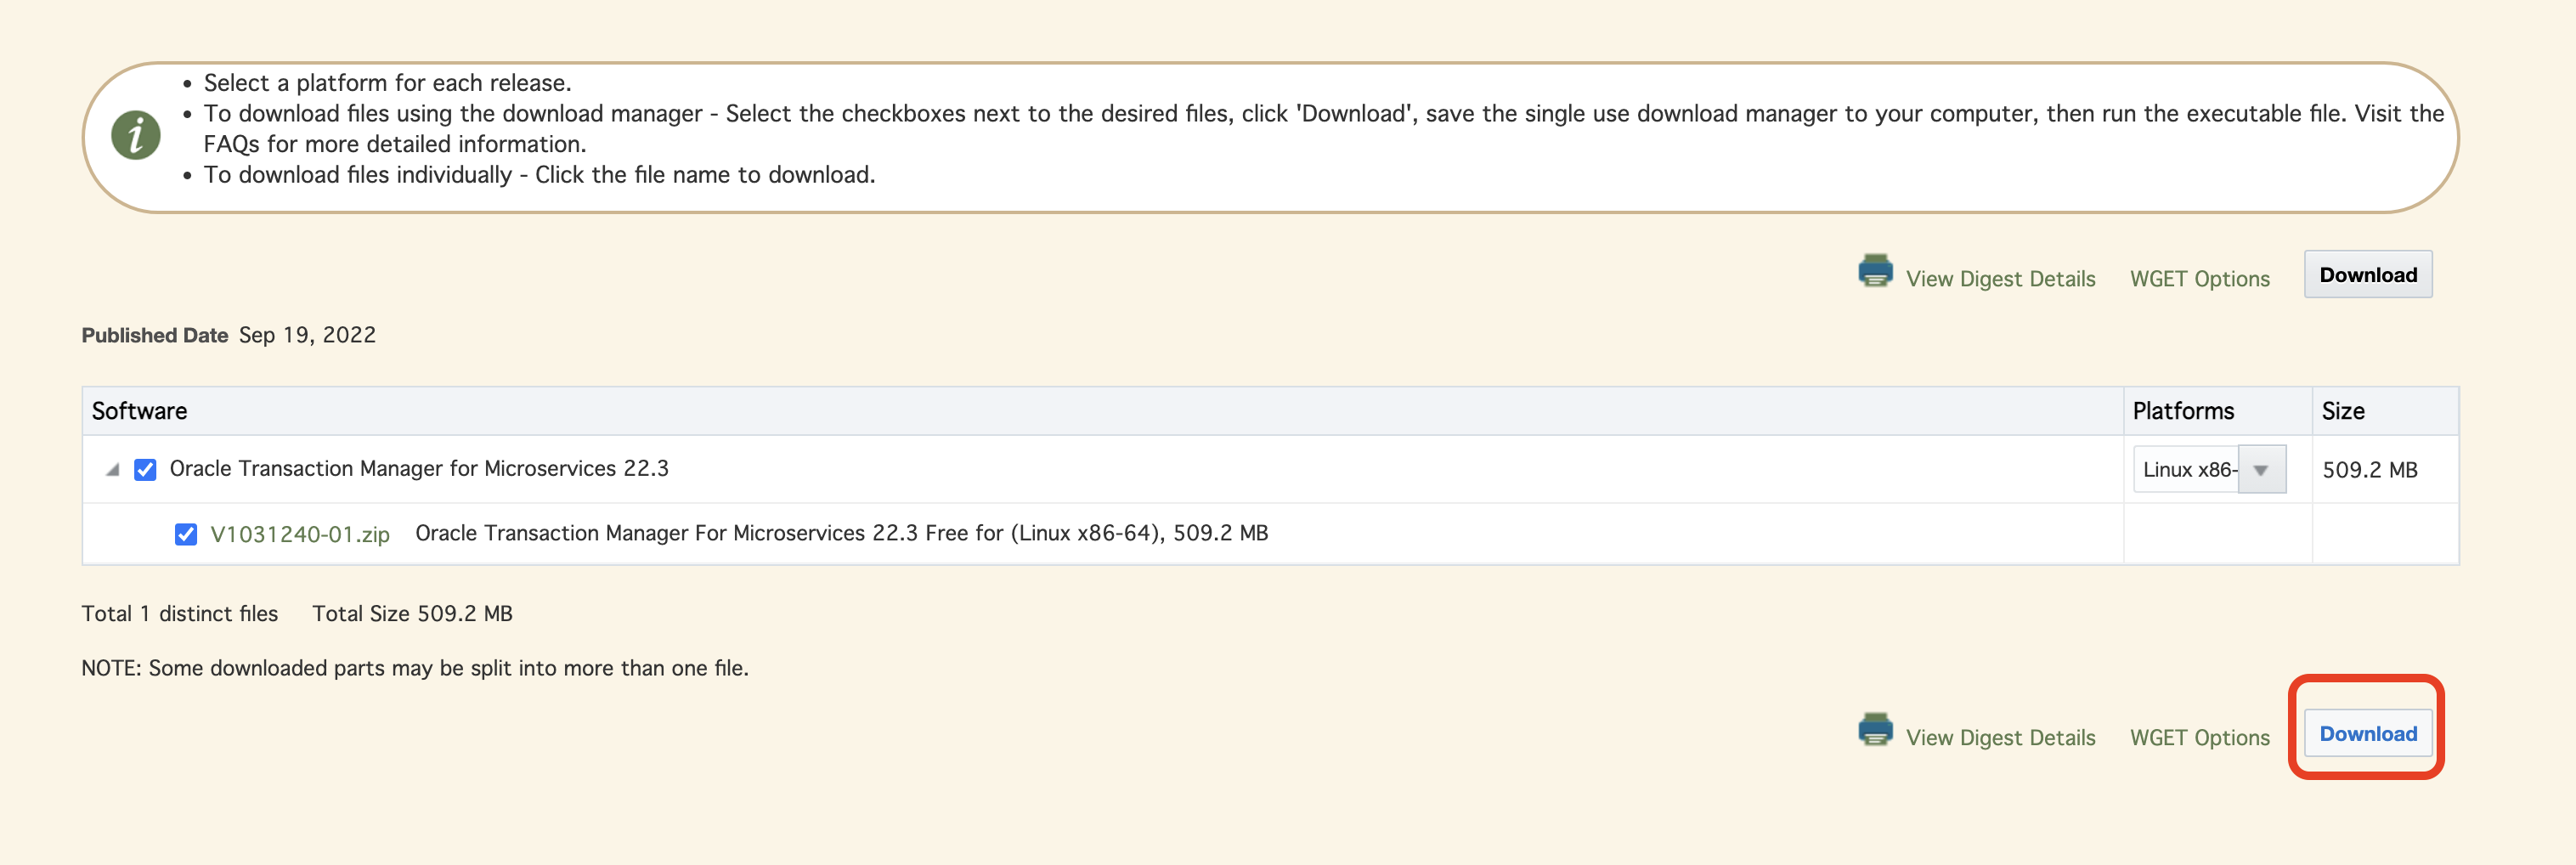 • Select a platform for each release.
• To download files using the download manager - Select the checkboxes next to the desired files, click 'Download', save the single use download manager to your computer, then run the executable file. Visit the
FAQs for more detailed information.
• To download files individually - Click the file name to download.
View Digest Details WGET Options Download
Published Date Sep 19, 2022
Software Platforms Size
Oracle Transaction Manager for Microservices 22.3 Linux x86- 509.2 MB
V1031240-01.zip Oracle Transaction Manager For Microservices 22.3 Free for (Linux x86-64), 509.2 MB
Total 1 distinct files Total Size 509.2 MB
NOTE: Some downloaded parts may be split into more than one file.
View Digest Details WGET Options Download